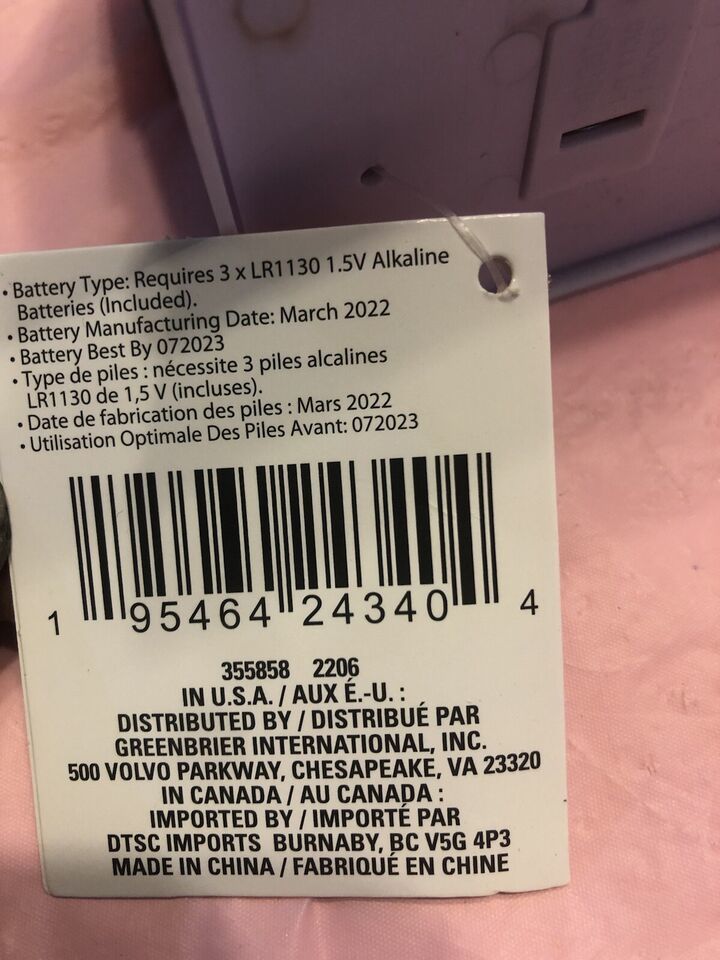 • Battery Type: Requires 3 x LR1130 1.5V Alkaline
Batteries (Included).
• Battery Manufacturing Date: March 2022
• Battery Best By 072023
• Type de piles : nécessite 3 piles alcalines
LR1130 de 1,5 V (incluses).
• Date de fabrication des piles : Mars 2022
• Utilisation Optimale Des Piles Avant: 072023
1 95464 24340 4
355858 2206
IN U.S.A. / AUX É.-U. :
DISTRIBUTED BY / DISTRIBUÉ PAR
GREENBRIER INTERNATIONAL, INC.
500 VOLVO PARKWAY, CHESAPEAKE, VA 23320
IN CANADA / AU CANADA :
IMPORTED BY / IMPORTÉ PAR
DTSC IMPORTS BURNABY, BC V5G 4P3
MADE IN CHINA / FABRIQUÉ EN CHINE